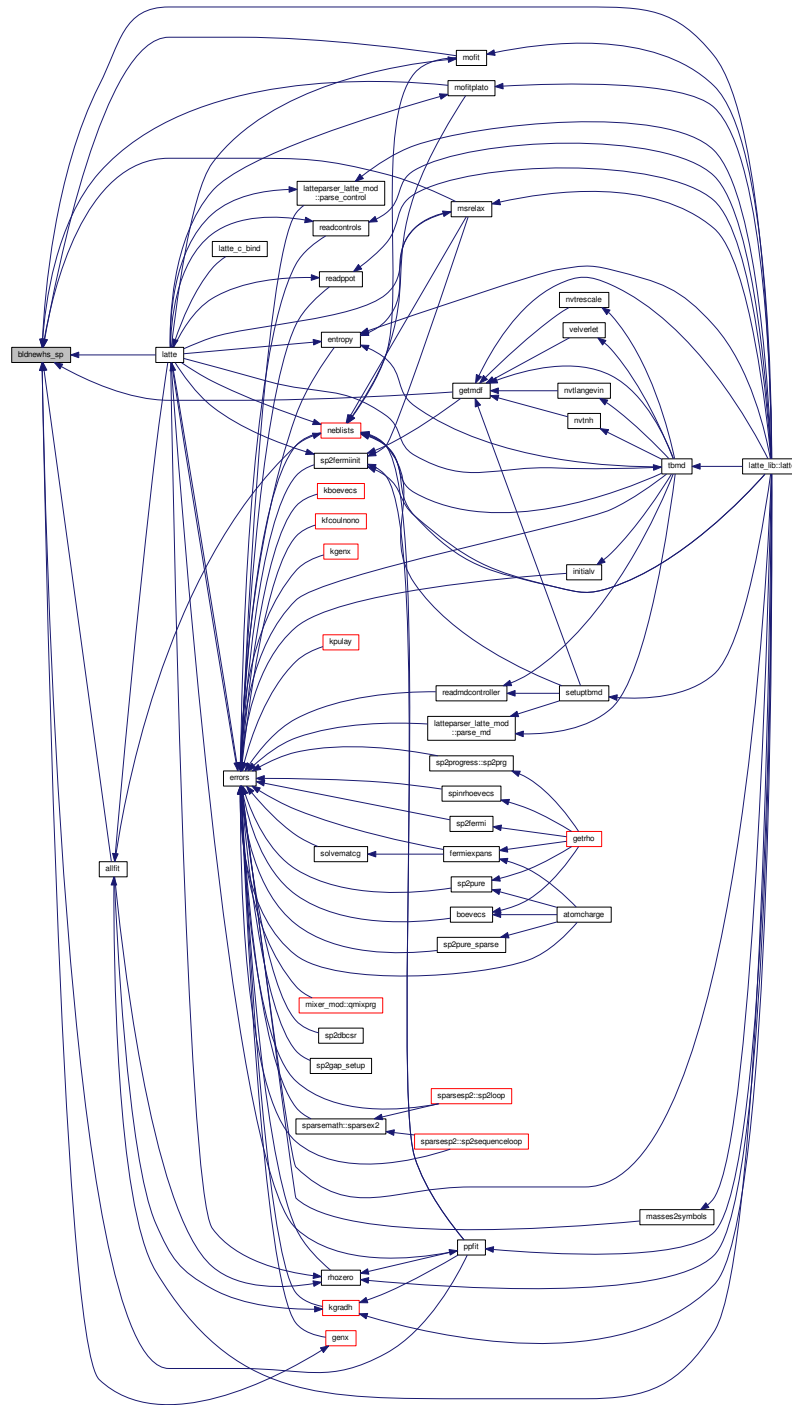 mofit
mofitplato
latteparser_latte_mod
::parse_control
msrelax
readcontrols
latte_c_bind
readppot
nvtrescale
velverlet
entropy
bldnewhs_sp
latte
getmdf
nvtlangevin
nvtnh
neblists
sp2fermiinit
tbmd
latte_lib::latte
kboevecs
kfcoulnono
kgenx
initialv
kpulay
readmdcontroller
setuptbmd
latteparser_latte_mod
::parse_md
sp2progress::sp2prg
errors
spinrhoevecs
sp2fermi
getrho
solvematcg
fermiexpans
allfit
sp2pure
boevecs
atomcharge
sp2pure_sparse
mixer_mod::qmixprg
sp2dbcsr
sp2gap_setup
sparsesp2::sp2loop
sparsemath::sparsex2
sparsesp2::sp2sequenceloop
masses2symbols
ppfit
rhozero
kgradh
genx